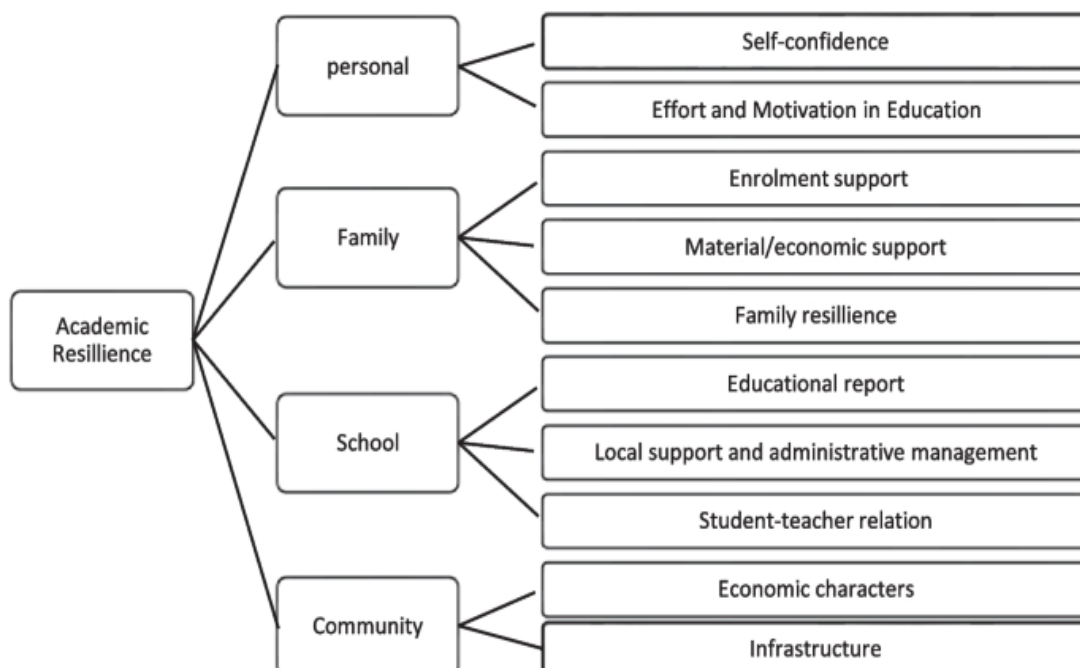 Academic
Resillience
personal
Self-confidence
Effort and Motivation in Education
Family
Enrolment support
Material/economic support
Family resillience
School
Educational report
Local support and administrative management
Student-teacher relation
Community
Economic characters
Infrastructure